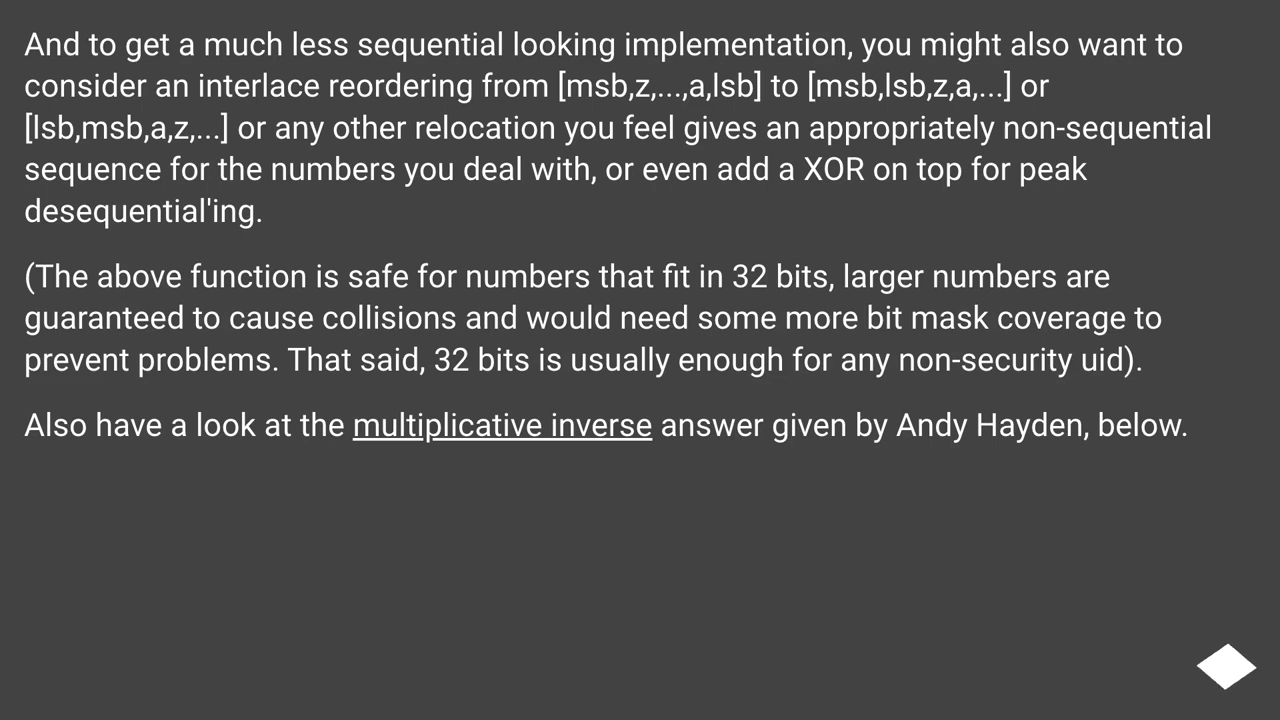 And to get a much less sequential looking implementation, you might also want to
consider an interlace reordering from [msb,z,...,a,lsb] to [msb,lsb,z,a,...] or
[lsb,msb,a,z,...] or any other relocation you feel gives an appropriately non-sequential
sequence for the numbers you deal with, or even add a XOR on top for peak
desequential'ing.
(The above function is safe for numbers that fit in 32 bits, larger numbers are
guaranteed to cause collisions and would need some more bit mask coverage to
prevent problems. That said, 32 bits is usually enough for any non-security uid).
Also have a look at the multiplicative inverse answer given by Andy Hayden, below.